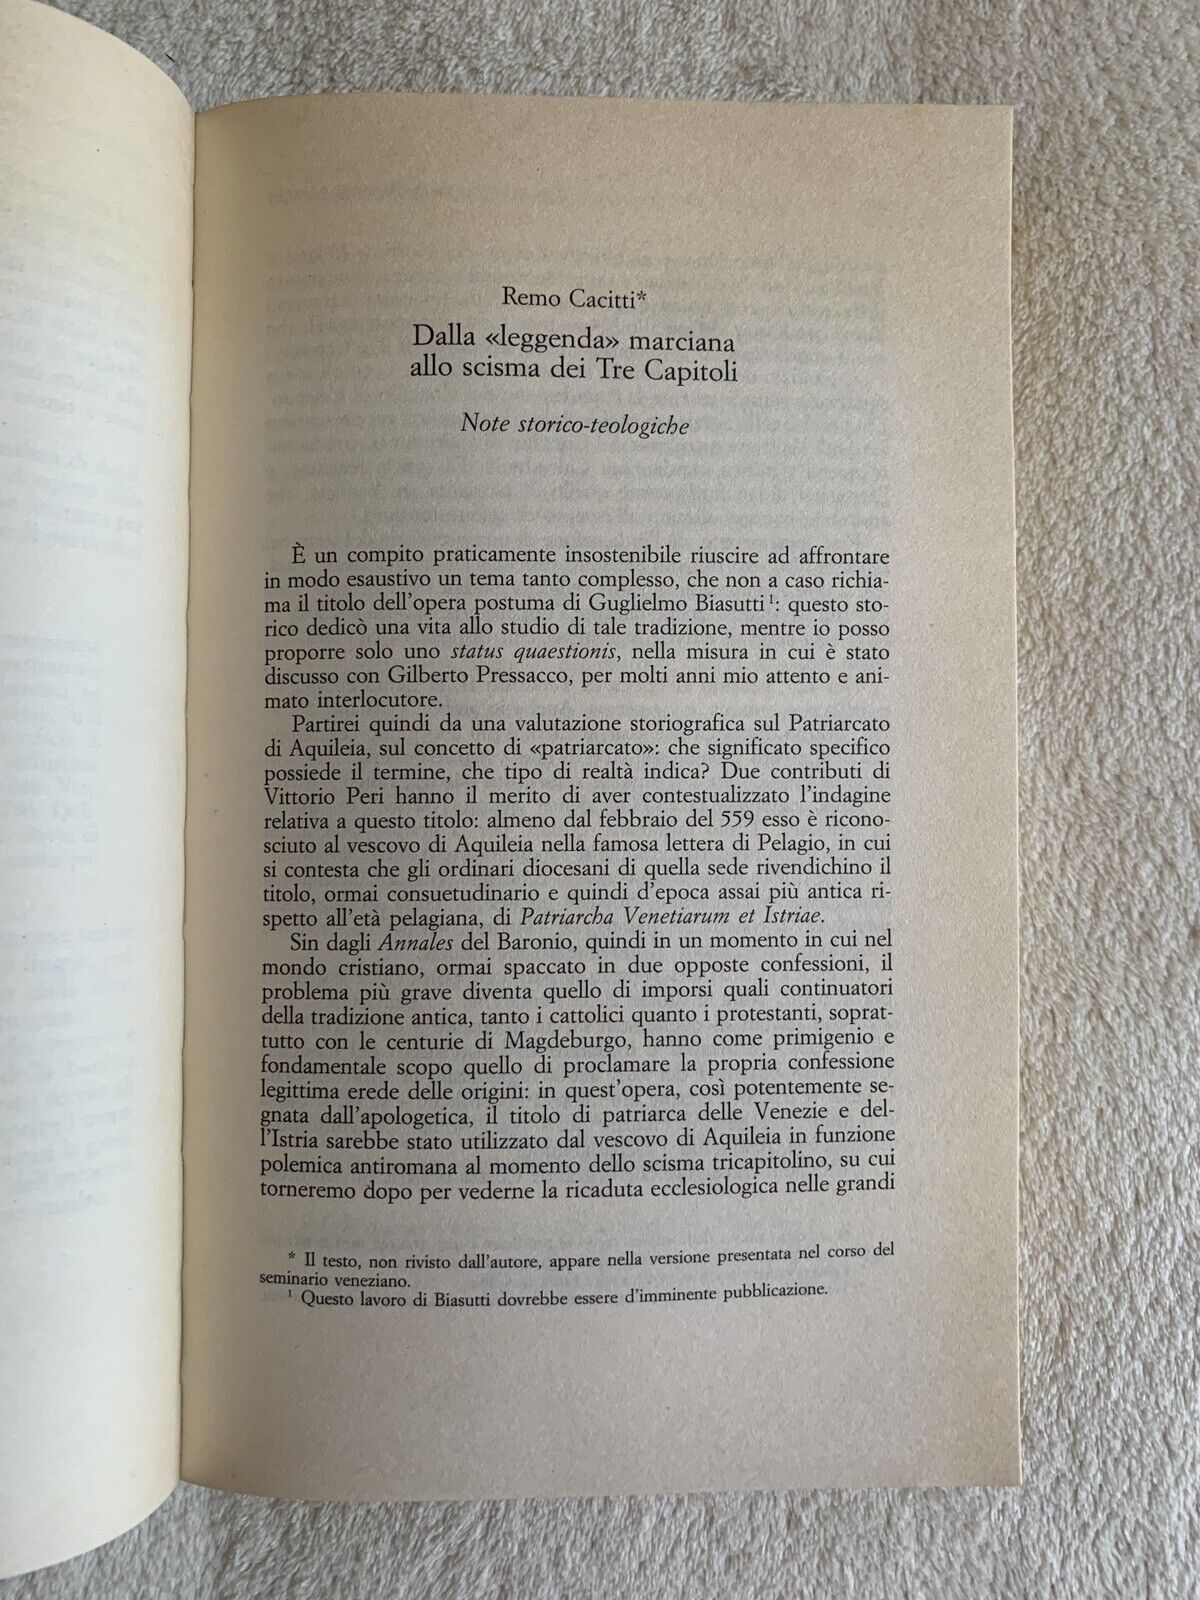 Remo Cacitti*
Dalla «leggenda» marciana
allo scisma dei Tre Capitoli
Note storico-teologiche
È un compito praticamente insostenibile riuscire ad affrontare
in modo esaustivo un tema tanto complesso, che non a caso richia-
ma il titolo dell'opera postuma di Guglielmo Biasutti¹: questo sto-
rico dedicò una vita allo studio di tale tradizione, mentre io posso
proporre solo uno status quaestionis, nella misura in cui è stato
discusso con Gilberto Pressacco, per molti anni mio attento e ani-
mato interlocutore.
Partirei quindi da una valutazione storiografica sul Patriarcato
di Aquileia, sul concetto di «patriarcato»: che significato specifico
possiede il termine, che tipo di realtà indica? Due contributi di
Vittorio Peri hanno il merito di aver contestualizzato l'indagine
relativa a questo titolo: almeno dal febbraio del 559 esso è ricono-
sciuto al vescovo di Aquileia nella famosa lettera di Pelagio, in cui
si contesta che gli ordinari diocesani di quella sede rivendichino il
titolo, ormai consuetudinario e quindi d'epoca assai più antica ri-
spetto all'età pelagiana, di Patriarcha Venetiarum et Istriae.
Sin dagli Annales del Baronio, quindi in un momento in cui nel
mondo cristiano, ormai spaccato in due opposte confessioni, il
problema più grave diventa quello di imporsi quali continuatori
della tradizione antica, tanto i cattolici quanto i protestanti, soprat-
tutto con le centurie di Magdeburgo, hanno come primigenio e
fondamentale scopo quello di proclamare la propria confessione
legittima erede delle origini: in quest'opera, così potentemente se-
gnata dall'apologetica, il titolo di patriarca delle Venezie e del-
l'Istria sarebbe stato utilizzato dal vescovo di Aquileia in funzione
polemica antiromana al momento dello scisma tricapitolino, su cui
torneremo dopo per vederne la ricaduta ecclesiologica nelle grandi
* Il testo, non rivisto dall'autore, appare nella versione presentata nel corso del
seminario veneziano.
¹ Questo lavoro di Biasutti dovrebbe essere d'imminente pubblicazione.